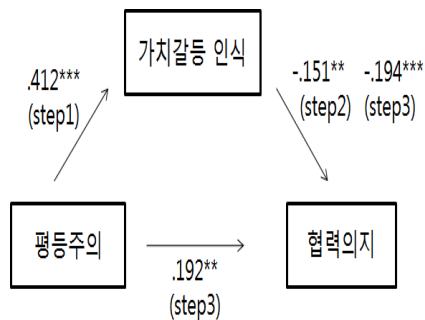 가치갈등 인식
.412***
(step1)
-.151** -.194***
(step2) (step3)
평등주의
협력의지
.192**
(step3)